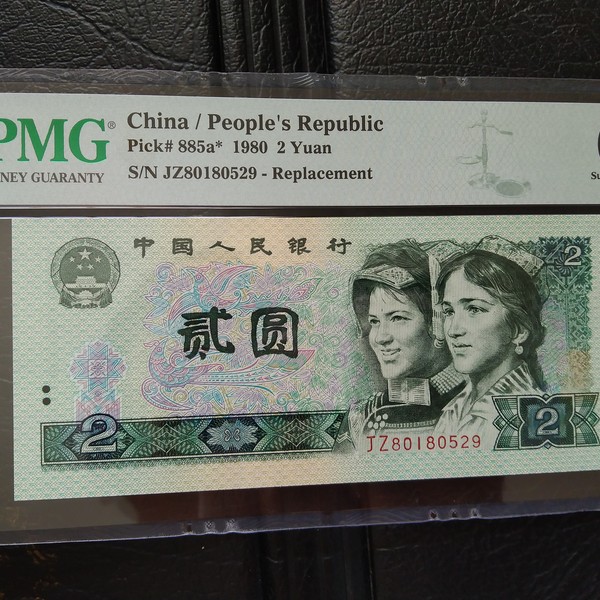 PMG®
NEY GUARANTY
China / People's Republic
Pick# 885a* 1980 2 Yuan
S/N JZ80180529 - Replacement
Su
中国人民银行
2
贰圆
2
2
JZ80180529